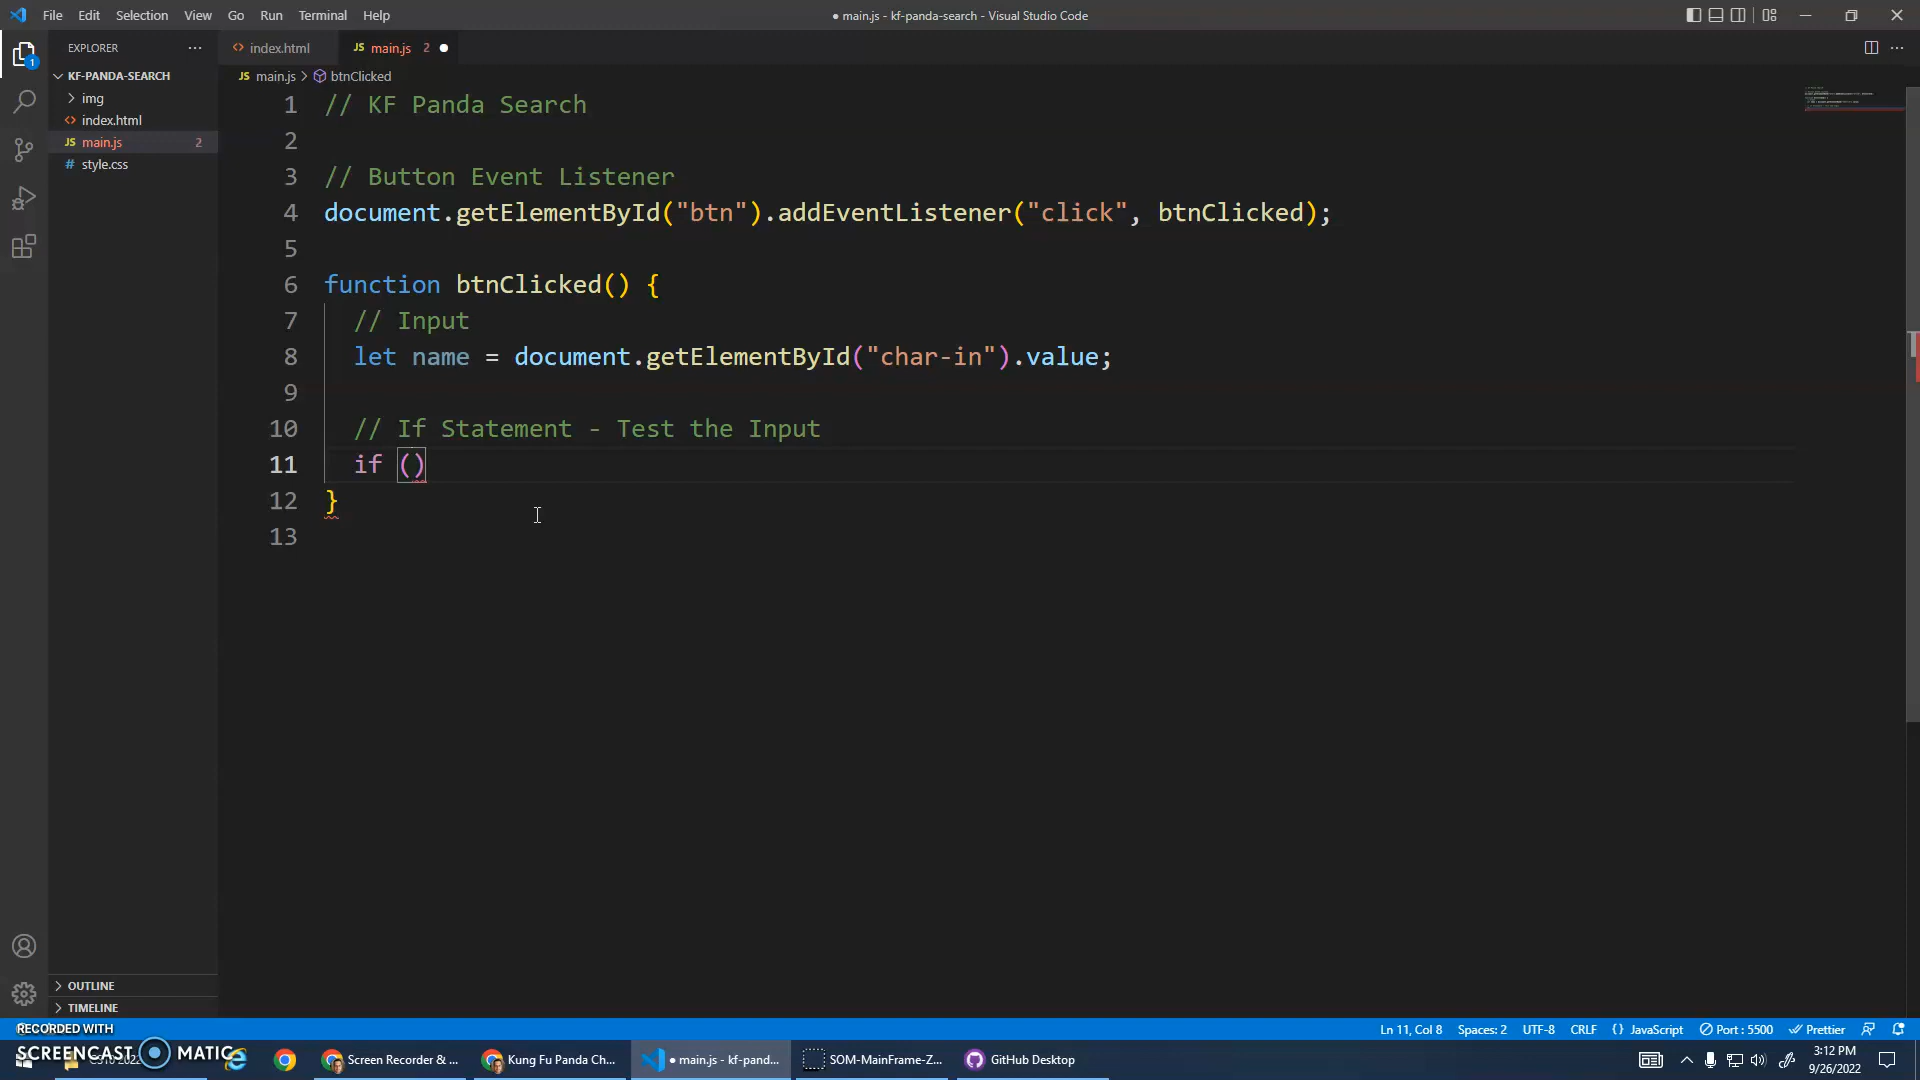 File Edit Selection View Go Run Terminal Help
● main.js - kf-panda-search - Visual Studio Code
EXPLORER
index.html
JS main.js 2
KF-PANDA-SEARCH
img
index.html
JS main.js 2
# style.css
JS main.js > btnClicked
1 // KF Panda Search
2
3 // Button Event Listener
4 document.getElementById("btn").addEventListener("click", btnClicked);
5
6 function btnClicked() {
7 // Input
8 let name = document.getElementById("char-in").value;
9
10 // If Statement - Test the Input
11 if ()
12 }
13
OUTLINE
TIMELINE
Ln 11, Col 8 Spaces: 2 UTF-8 CRLF {} JavaScript Port : 5500 Prettier
RECORDED WITH
SCREENCAST MATIC
Screen Recorder & ...
Kung Fu Panda Ch...
● main.js - kf-pand...
SOM-MainFrame-Z...
GitHub Desktop
3:12 PM
9/26/2022